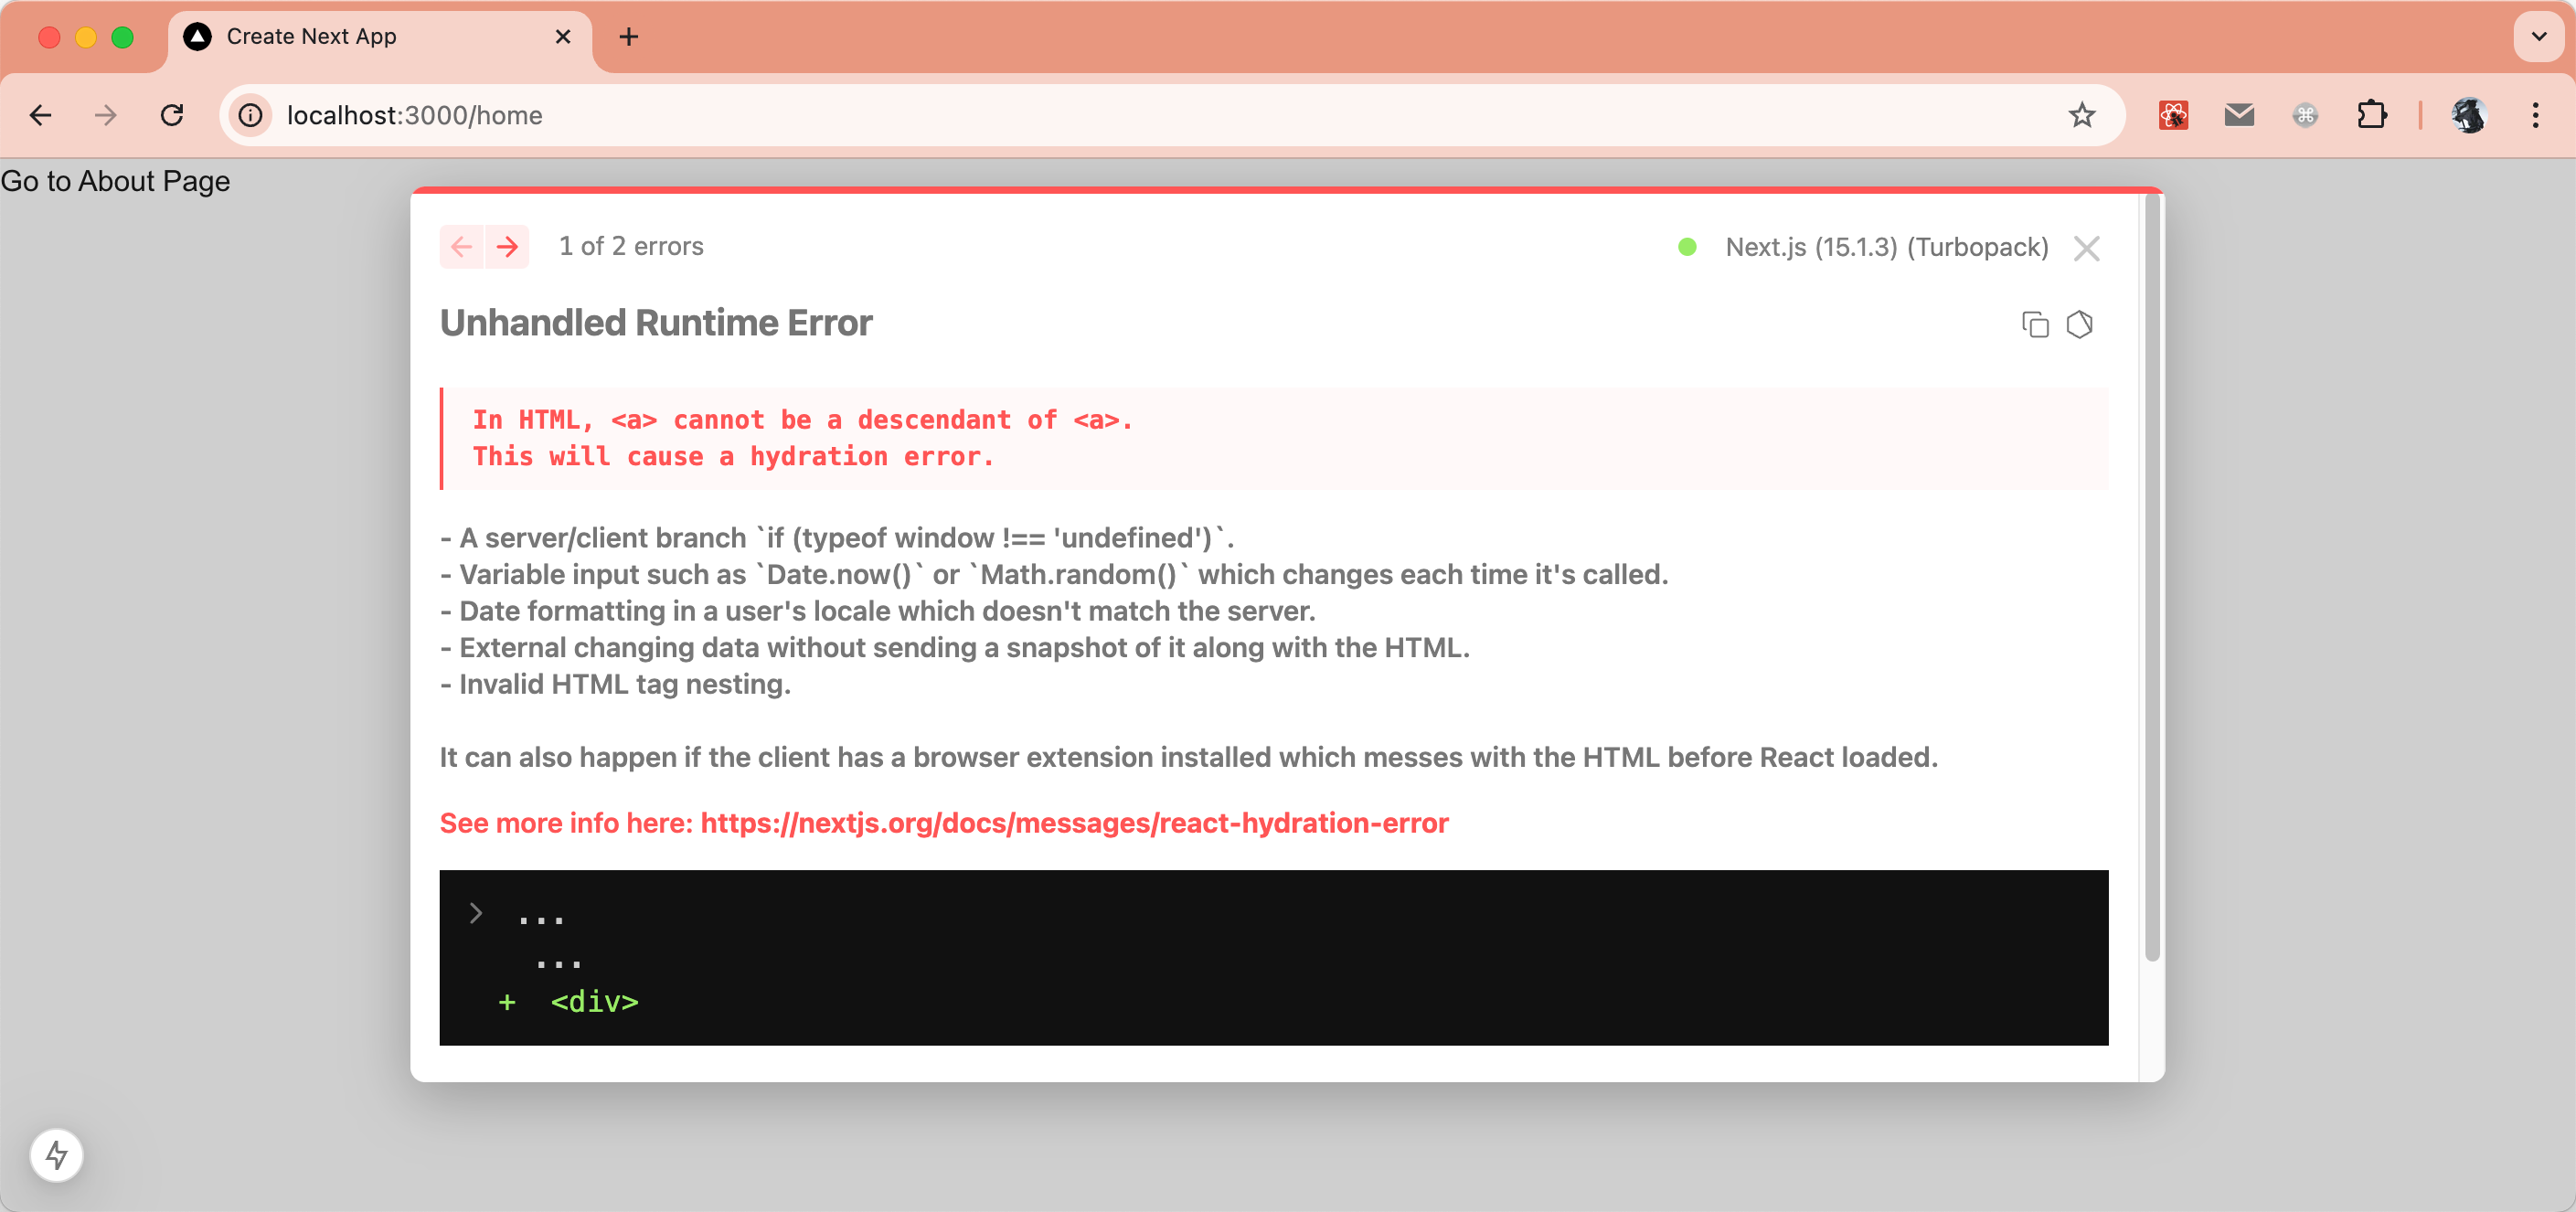 Create Next App
localhost:3000/home
Go to About Page
1 of 2 errors
Next.js (15.1.3) (Turbopack)
Unhandled Runtime Error
In HTML, <a> cannot be a descendant of <a>.
This will cause a hydration error.
- A server/client branch `if (typeof window !== 'undefined')`.
- Variable input such as `Date.now()` or `Math.random()` which changes each time it's called.
- Date formatting in a user's locale which doesn't match the server.
- External changing data without sending a snapshot of it along with the HTML.
- Invalid HTML tag nesting.
It can also happen if the client has a browser extension installed which messes with the HTML before React loaded.
See more info here: https://nextjs.org/docs/messages/react-hydration-error
...
...
+ <div>